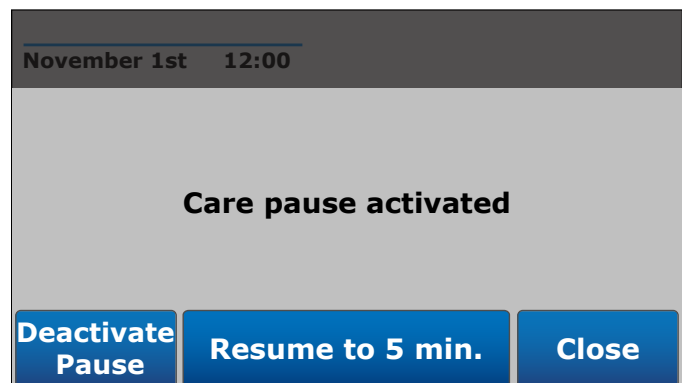 November 1st 12:00
Care pause activated
Deactivate
Pause
Resume to 5 min.
Close